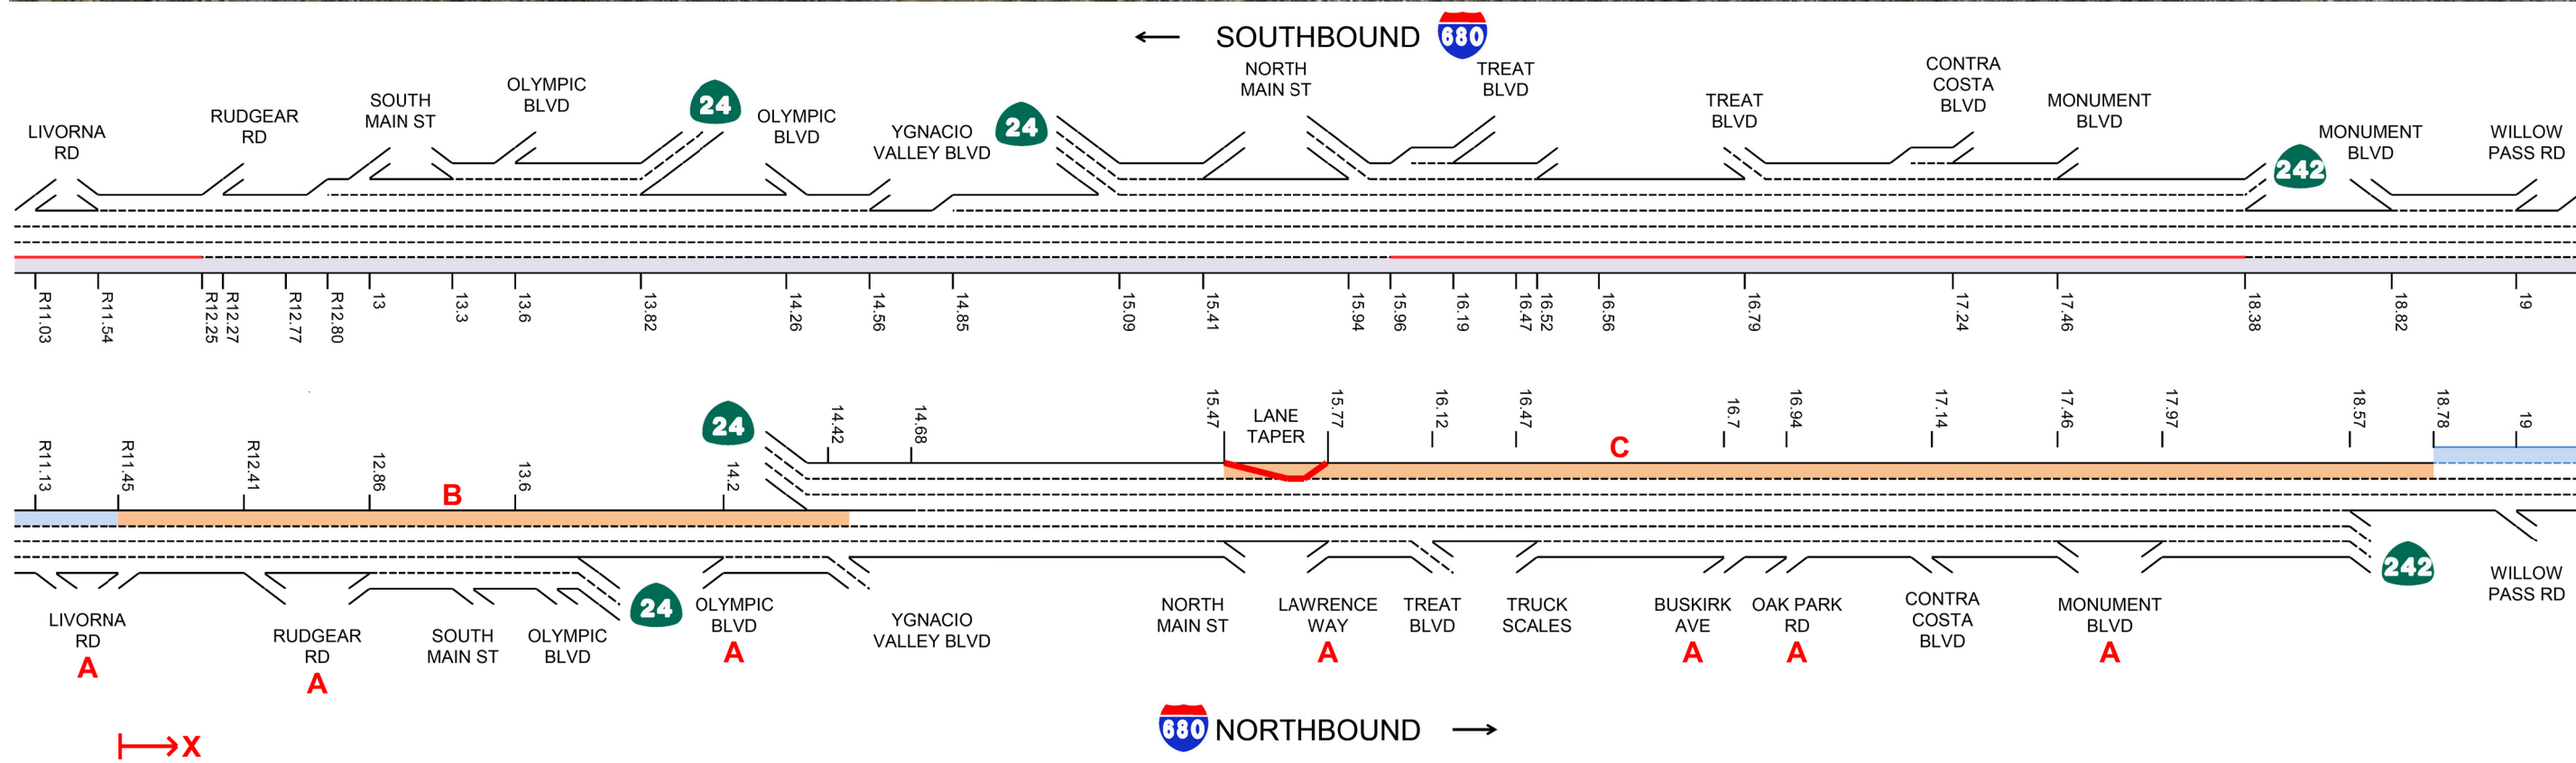 SOUTHBOUND 680
LIVORNA
RD
RUDGEAR
RD
SOUTH
MAIN ST
OLYMPIC
BLVD
24
OLYMPIC
BLVD
YGNACIO
VALLEY BLVD
24
NORTH
MAIN ST
TREAT
BLVD
TREAT
BLVD
CONTRA
COSTA
BLVD
MONUMENT
BLVD
242
MONUMENT
BLVD
WILLOW
PASS RD
R11.03
R11.54
R12.25
R12.27
R12.77
R12.80
13
13.3
13.6
13.82
14.26
14.56
14.85
15.09
15.41
15.94
15.96
16.19
16.47
16.52
16.56
16.79
17.24
17.46
18.38
18.82
19
R11.13
R11.45
R12.41
12.86
B
13.6
14.2
24
14.42
14.68
15.47
LANE
TAPER
15.77
16.12
16.47
C
16.7
16.94
17.14
17.46
17.97
18.57
18.78
19
LIVORNA
RD
A
RUDGEAR
RD
A
SOUTH
MAIN ST
OLYMPIC
BLVD
24
OLYMPIC
BLVD
A
YGNACIO
VALLEY BLVD
NORTH
MAIN ST
LAWRENCE
WAY
A
TREAT
BLVD
TRUCK
SCALES
BUSKIRK
AVE
A
OAK PARK
RD
A
CONTRA
COSTA
BLVD
MONUMENT
BLVD
A
242
WILLOW
PASS RD
X
680 NORTHBOUND